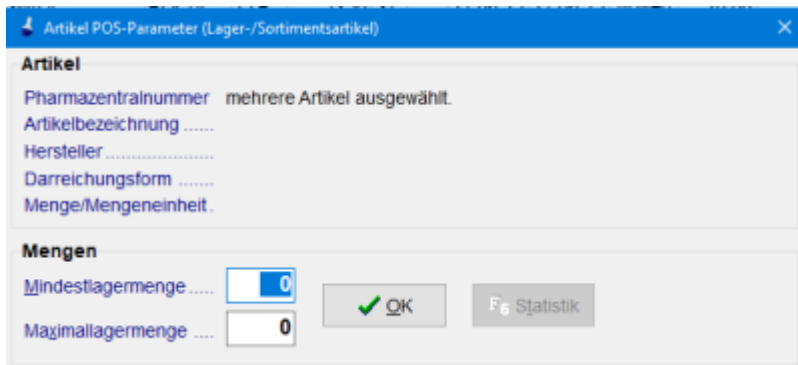 Artikel POS-Parameter (Lager-/Sortimentsartikel)
Artikel
Pharmazentralnummer mehrere Artikel ausgewählt.
Artikelbezeichnung ......
Hersteller......................
Darreichungsform .......
Menge/Mengeneinheit.
Mengen
Mindestlagermenge ..... 0
OK
F6 Statistik
Maximallagermenge .... 0